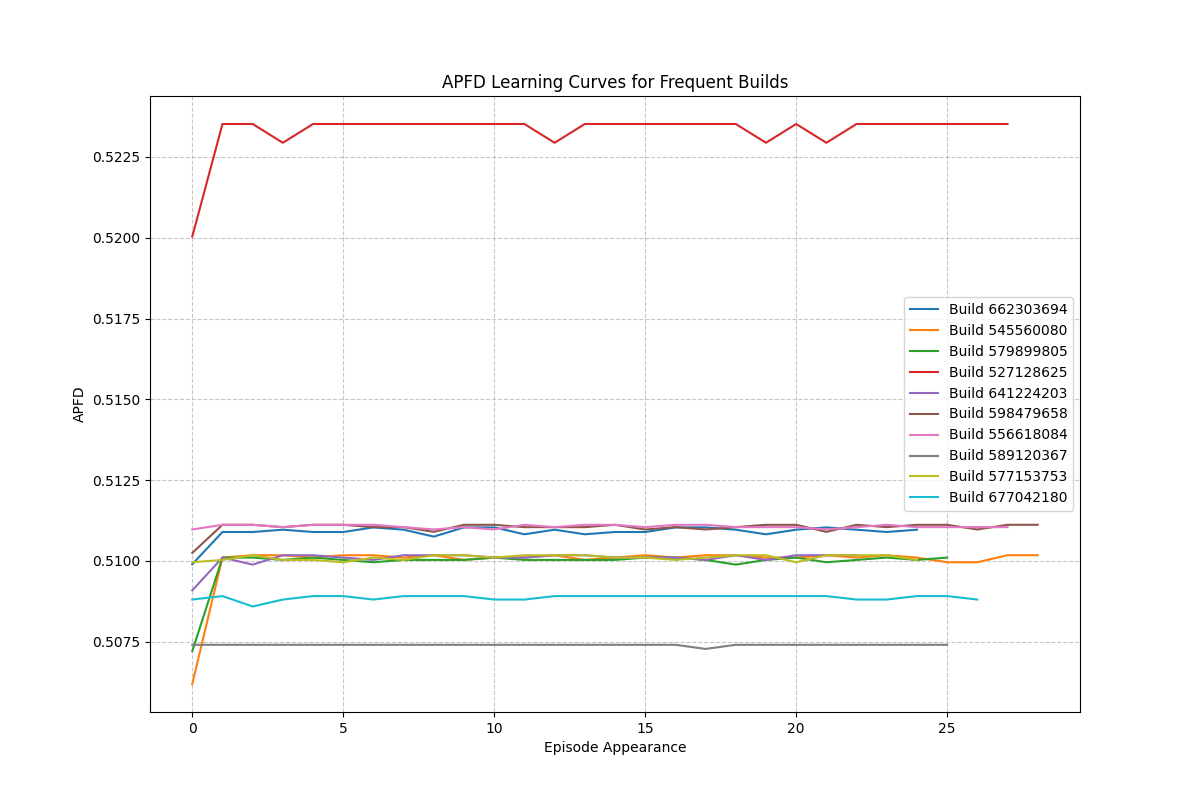 APFD Learning Curves for Frequent Builds
0.5225
0.5200
0.5175
0.5150
0.5125
0.5100
0.5075
APFD
Build 662303694
Build 545560080
Build 579899805
Build 527128625
Build 641224203
Build 598479658
Build 556618084
Build 589120367
Build 577153753
Build 677042180
0 5 10 15 20 25
Episode Appearance